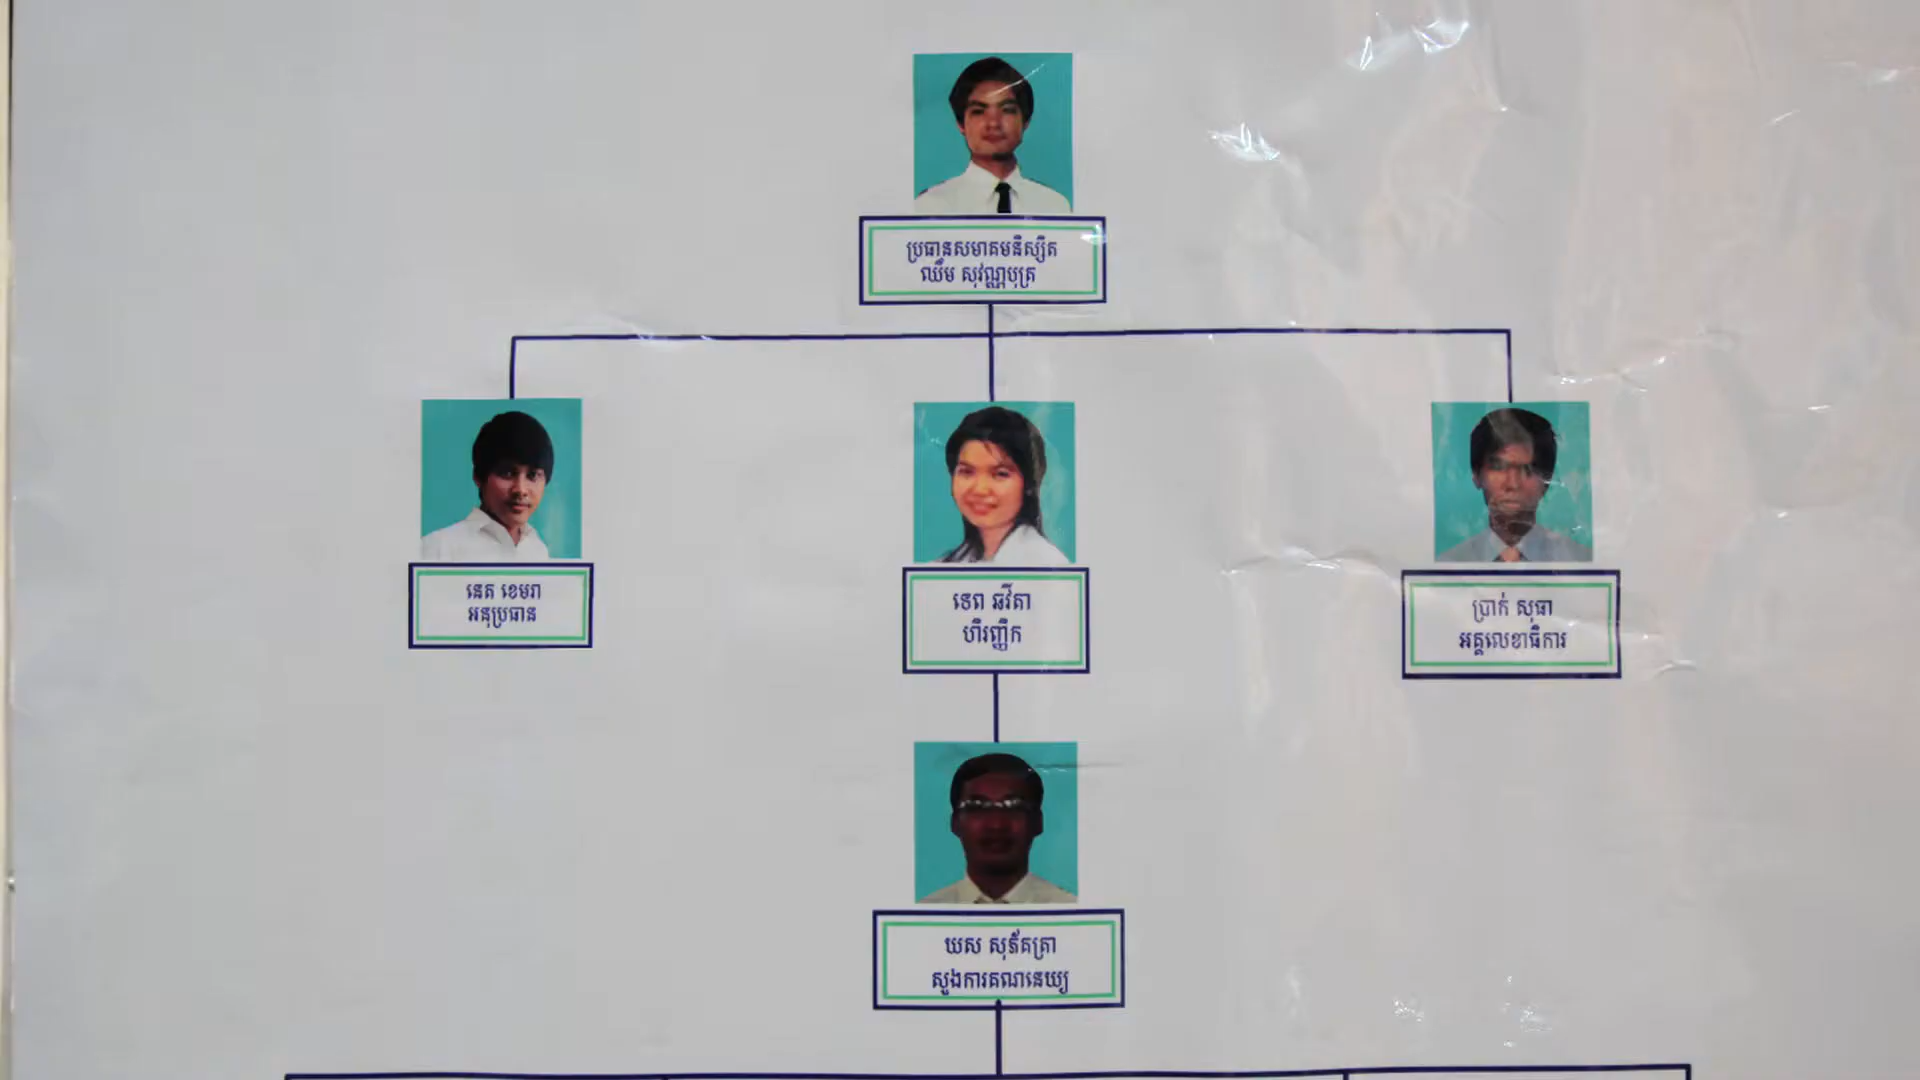 ប្រធានសមាគមនិស្សិត
ឈឹម សុវណ្ណបុត្រ
នេត ខេមរា
អនុប្រធាន
ទេព ឆវីតា
ហិរញ្ញិក
ប្រាក់ សុធា
អគ្គលេខាធិការ
ឃស សុភ័គត្រា
ស្នងការគណនេយ្យ